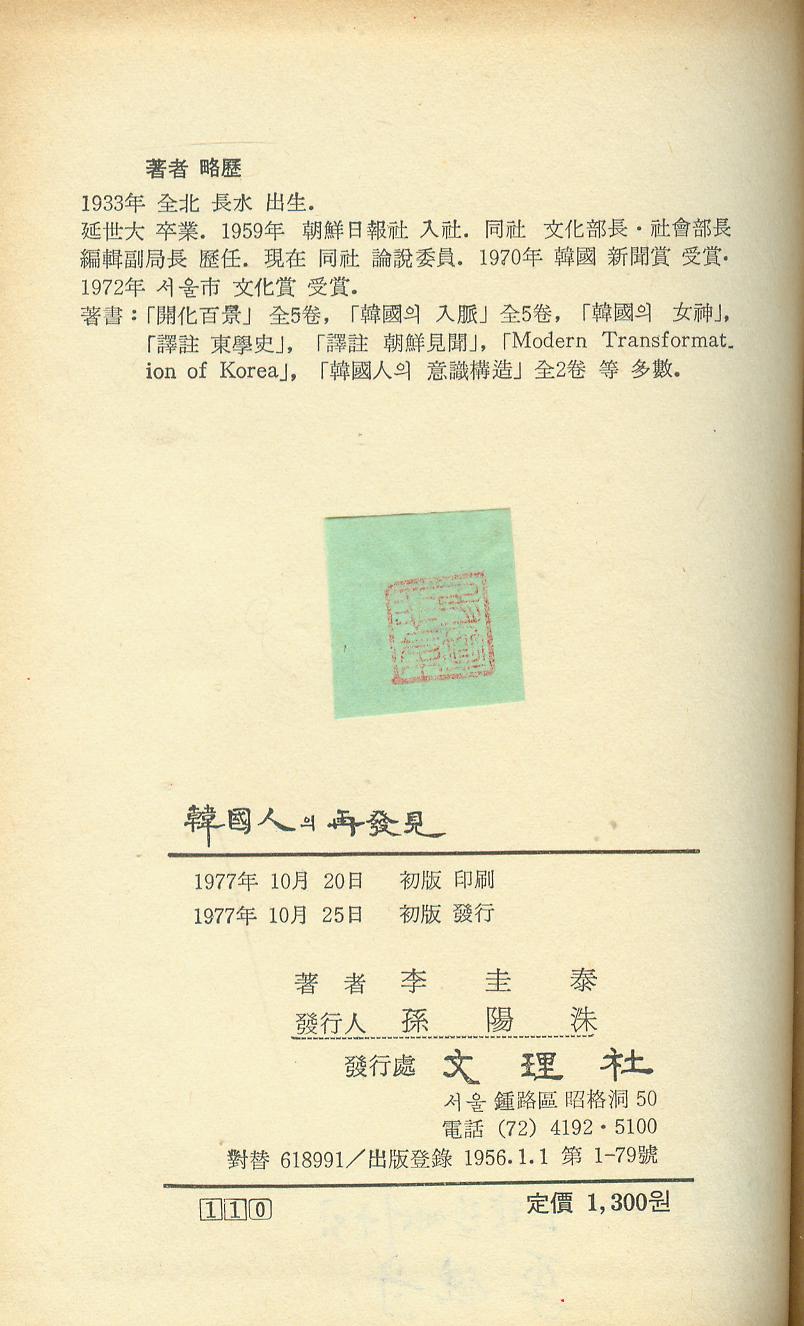 著者 略歷
1933年 全北 長水 出生.
延世大 卒業. 1959年 朝鮮日報社 入社. 同社 文化部長·社會部長
編輯副局長 歷任. 現在 同社 論說委員. 1970年 韓國 新聞賞 受賞·
1972年 서울市 文化賞 受賞.
著書:「開化百景」 全5卷, 「韓國의 人脈」 全5卷, 「韓國의 女神」,
「譯註 東學史」, 「譯註 朝鮮見聞」, 「Modern Transformat-
ion of Korea」, 「韓國人의 意識構造」 全2卷 等 多數.
韓國人의 再發見
1977年 10月 20日 初版 印刷
1977年 10月 25日 初版 發行
著 者 李 圭 泰
發行人 孫 陽 洙
發行處 文 理 社
서울 鍾路區 昭格洞 50
電話 (72) 4192·5100
對替 618991/出版登錄 1956.1.1 第 1-79號
110 定價 1,300원